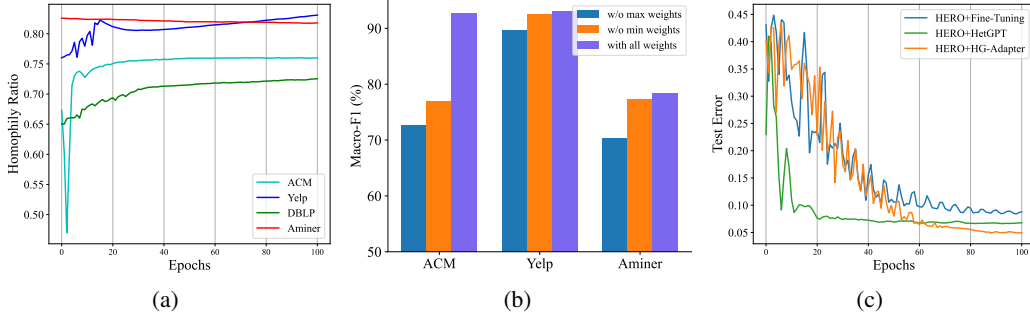 0.80
0.75
0.70
0.65
0.60
0.55
0.50
Homophily Ratio
ACM
Yelp
DBLP
Aminer
0 20 40 60 80 100
Epochs
(a)
90
80
70
60
50
Macro-F1 (%)
w/o max weights
w/o min weights
with all weights
ACM Yelp Aminer
(b)
0.45
0.40
0.35
0.30
0.25
0.20
0.15
0.10
0.05
Test Error
HERO+Fine-Tuning
HERO+HetGPT
HERO+HG-Adapter
0 20 40 60 80 100
Epochs
(c)